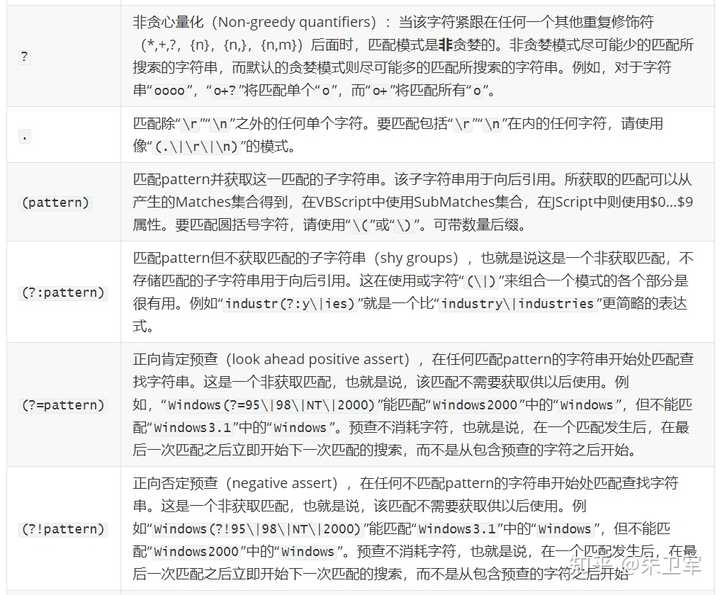 非贪心量化（Non-greedy quantifiers）：当该字符紧跟在任何一个其他重复修饰符
（*,+,?，{n}，{n,}，{n,m}）后面时，匹配模式是非贪婪的。非贪婪模式尽可能少的匹配所
?
搜索的字符串，而默认的贪婪模式则尽可能多的匹配所搜索的字符串。例如，对于字符
串“oooo”，“o+?”将匹配单个“o”，而“o+”将匹配所有“o”。
.
匹配除“\r”“\n”之外的任何单个字符。要匹配包括“\r”“\n”在内的任何字符，请使用
像“(.\|\r\|\n)”的模式。
匹配pattern并获取这一匹配的子字符串。该子字符串用于向后引用。所获取的匹配可以从
(pattern)
产生的Matches集合得到，在VBScript中使用SubMatches集合，在JScript中则使用$0…$9
属性。要匹配圆括号字符，请使用“\(”或“\)”。可带数量后缀。
匹配pattern但不获取匹配的子字符串（shy groups），也就是说这是一个非获取匹配，不
存储匹配的子字符串用于向后引用。这在使用或字符“(\|)”来组合一个模式的各个部分是
(?:pattern)
很有用。例如“industr(?:y\|ies)”就是一个比“industry\|industries”更简略的表达
式。
正向肯定预查（look ahead positive assert），在任何匹配pattern的字符串开始处匹配查
找字符串。这是一个非获取匹配，也就是说，该匹配不需要获取供以后使用。例
(?=pattern)
如，“Windows(?=95\|98\|NT\|2000)”能匹配“Windows2000”中的“Windows”，但不能匹
配“Windows3.1”中的“Windows”。预查不消耗字符，也就是说，在一个匹配发生后，在最
后一次匹配之后立即开始下一次匹配的搜索，而不是从包含预查的字符之后开始。
正向否定预查（negative assert），在任何不匹配pattern的字符串开始处匹配查找字符
串。这是一个非获取匹配，也就是说，该匹配不需要获取供以后使用。例
(?!pattern)
如“Windows(?!95\|98\|NT\|2000)”能匹配“Windows3.1”中的“Windows”，但不能匹
配“Windows2000”中的“Windows”。预查不消耗字符，也就是说，在一个匹配发生后，在最
后一次匹配之后立即开始下一次匹配的搜索，而不是从包含预查的字符之后开始
知乎 @朱卫军